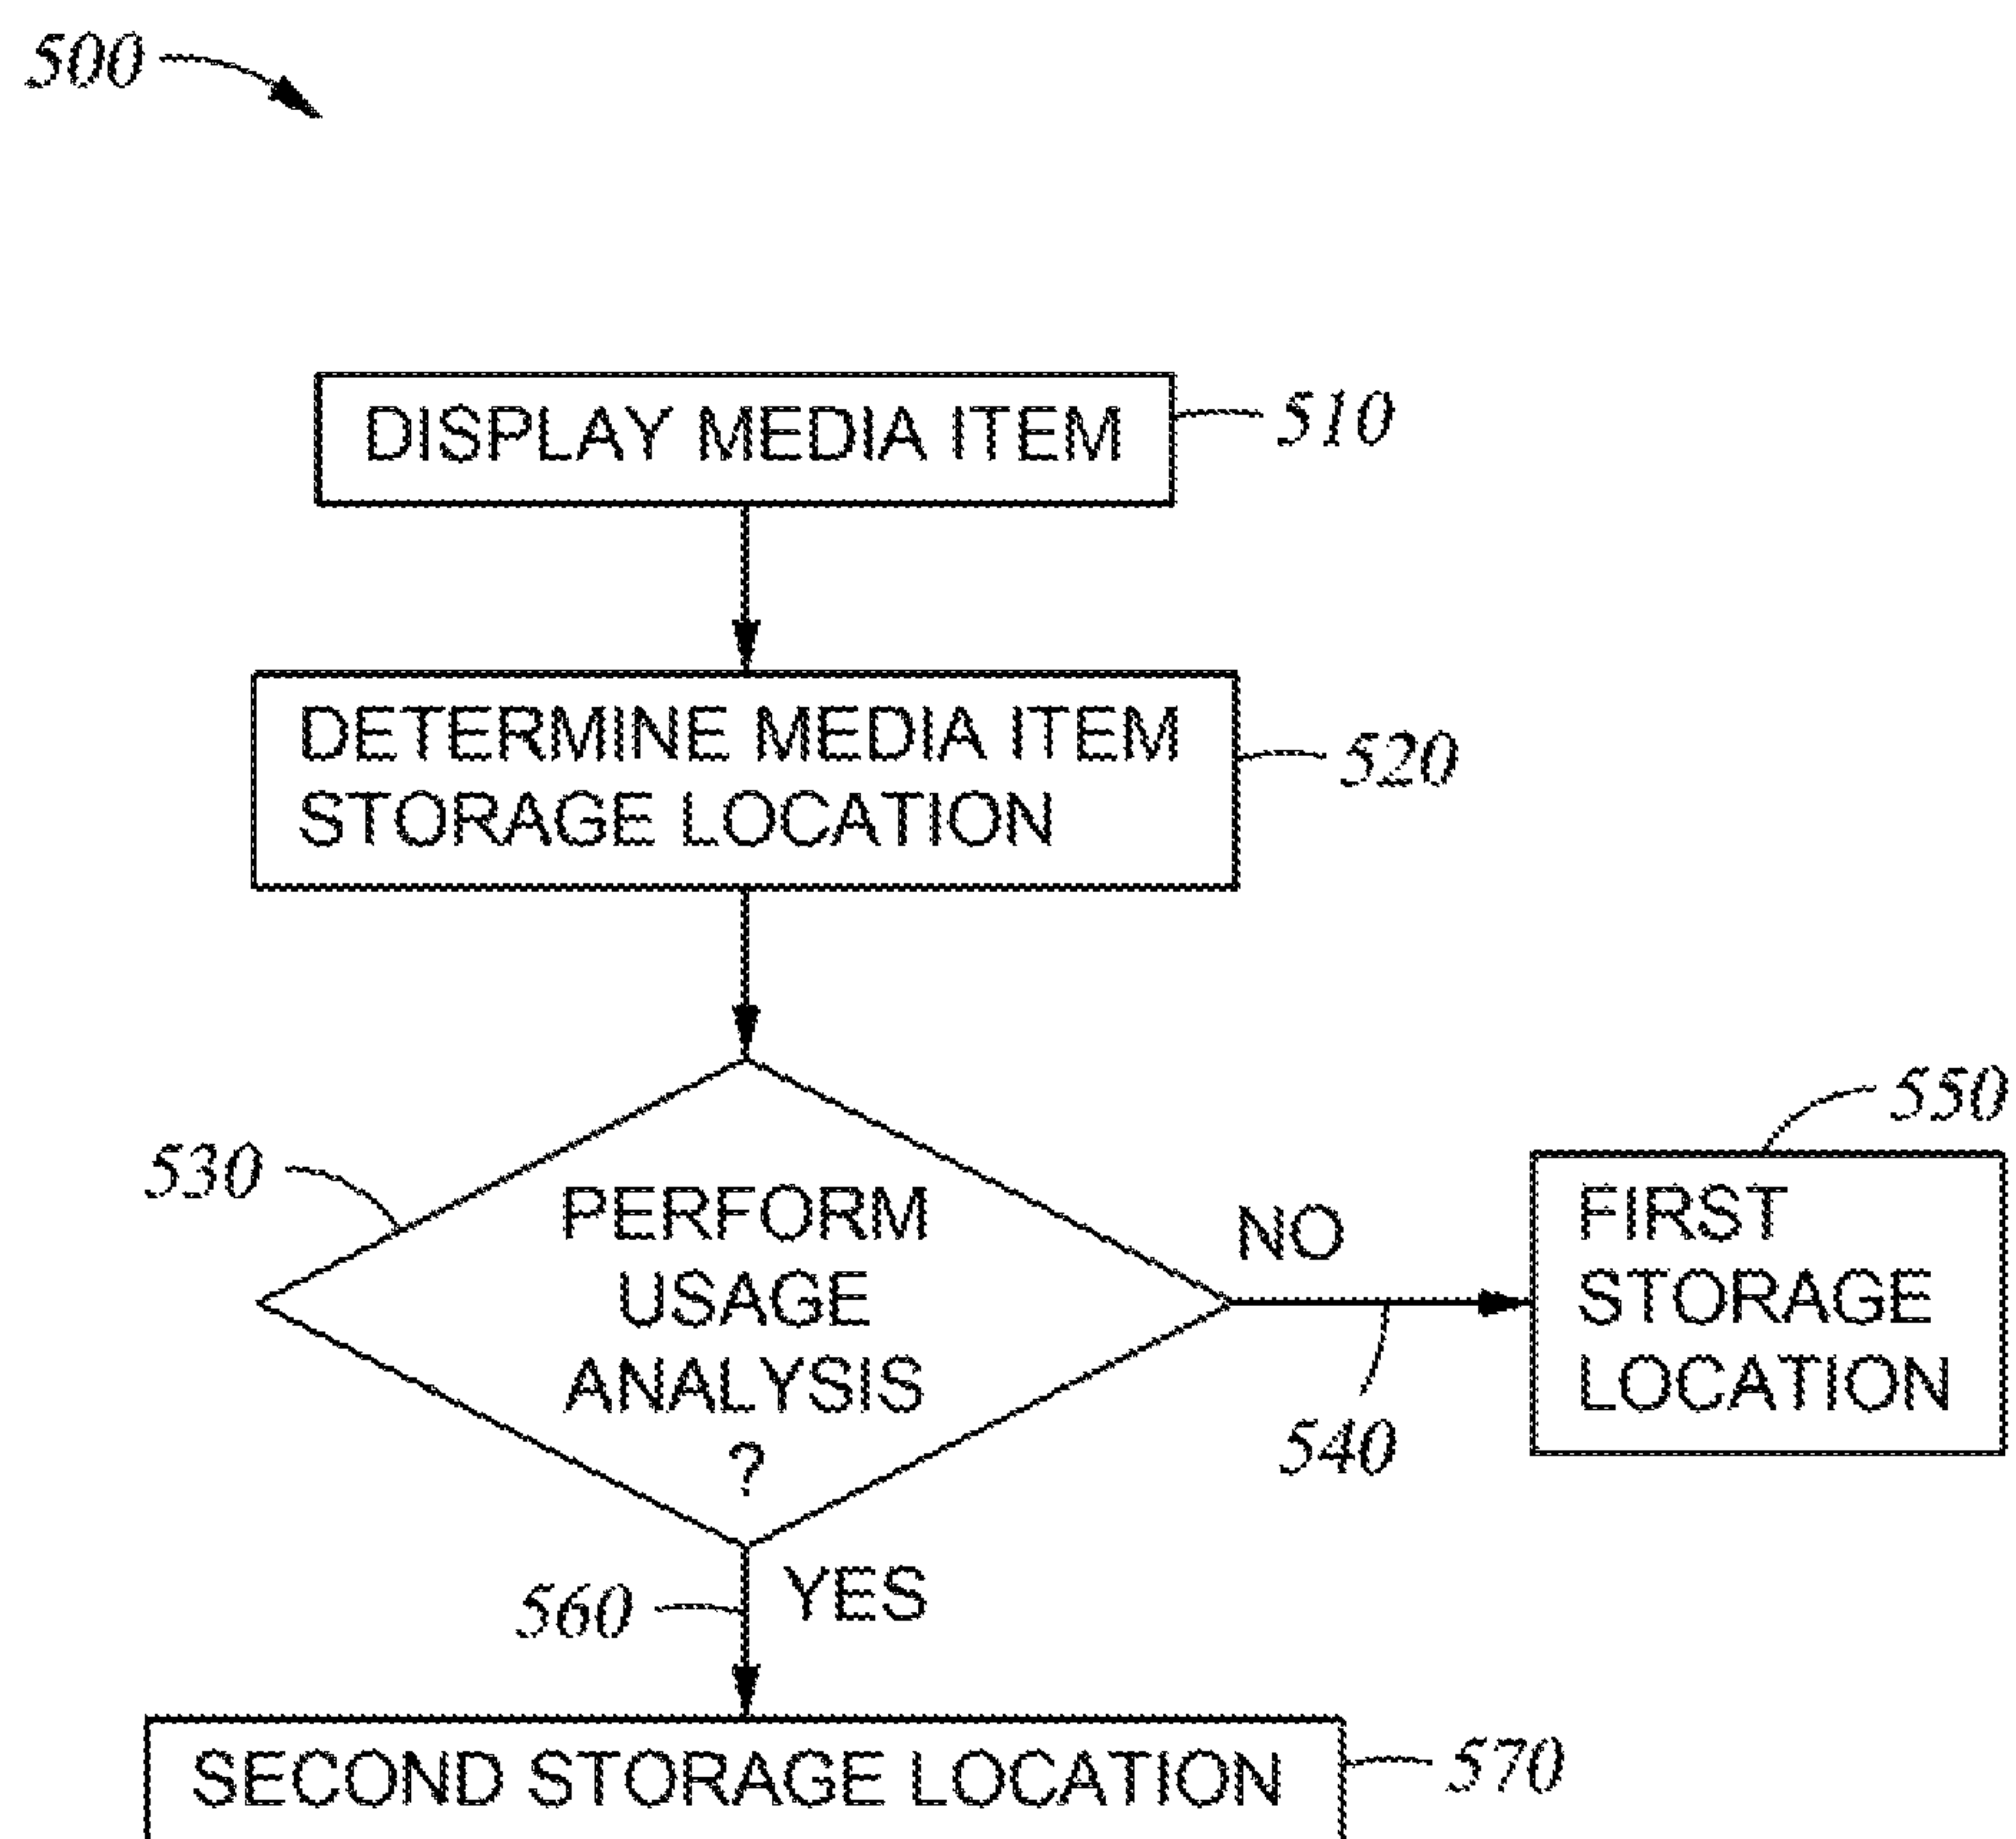 500
DISPLAY MEDIA ITEM
510
DETERMINE MEDIA ITEM
STORAGE LOCATION
520
530
PERFORM
USAGE
ANALYSIS
?
NO
540
550
FIRST
STORAGE
LOCATION
560
YES
SECOND STORAGE LOCATION
570